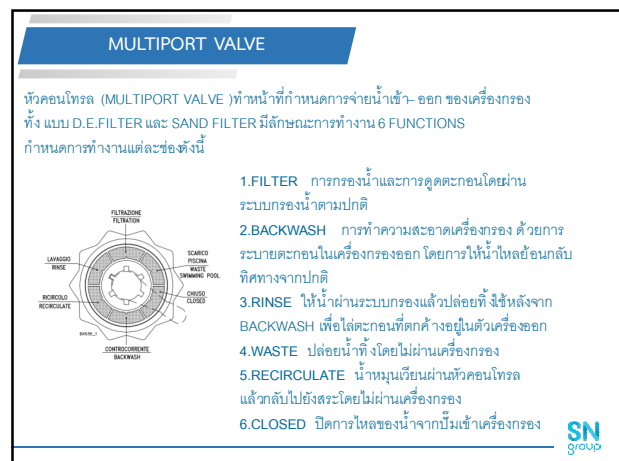 MULTIPORT VALVE
หัวคอนโทรล (MULTIPORT VALVE )ทำหน้าที่กำหนดการจ่ายน้ำเข้า– ออก ของเครื่องกรอง
ทั้ง แบบ D.E.FILTER และ SAND FILTER มีลักษณะการทำงาน 6 FUNCTIONS
กำหนดการทำงานแต่ละช่องดังนี้
1.FILTER การกรองน้ำและการดูดตะกอนโดยผ่าน
ระบบกรองน้ำตามปกติ
2.BACKWASH การทำความสะอาดเครื่องกรอง ด้วยการ
ระบายตะกอนในเครื่องกรองออก โดยการให้น้ำไหลย้อนกลับ
ทิศทางจากปกติ
3.RINSE ให้น้ำผ่านระบบกรองแล้วปล่อยทิ้งใช้หลังจาก
BACKWASH เพื่อไล่ตะกอนที่ตกค้างอยู่ในตัวเครื่องออก
4.WASTE ปล่อยน้ำทิ้งโดยไม่ผ่านเครื่องกรอง
5.RECIRCULATE น้ำหมุนเวียนผ่านหัวคอนโทรล
แล้วกลับไปยังสระโดยไม่ผ่านเครื่องกรอง
6.CLOSED ปิดการไหลของน้ำจากปั๊มเข้าเครื่องกรอง
FILTRAZIONE
FILTRATION
LAVAGGIO
RINSE
SCARICO
PISCINA
WASTE
SWIMMING POOL
RICIRCOLO
RECIRCULATE
CHIUSO
CLOSED
CONTROCORRENTE
BACKWASH
SN
group